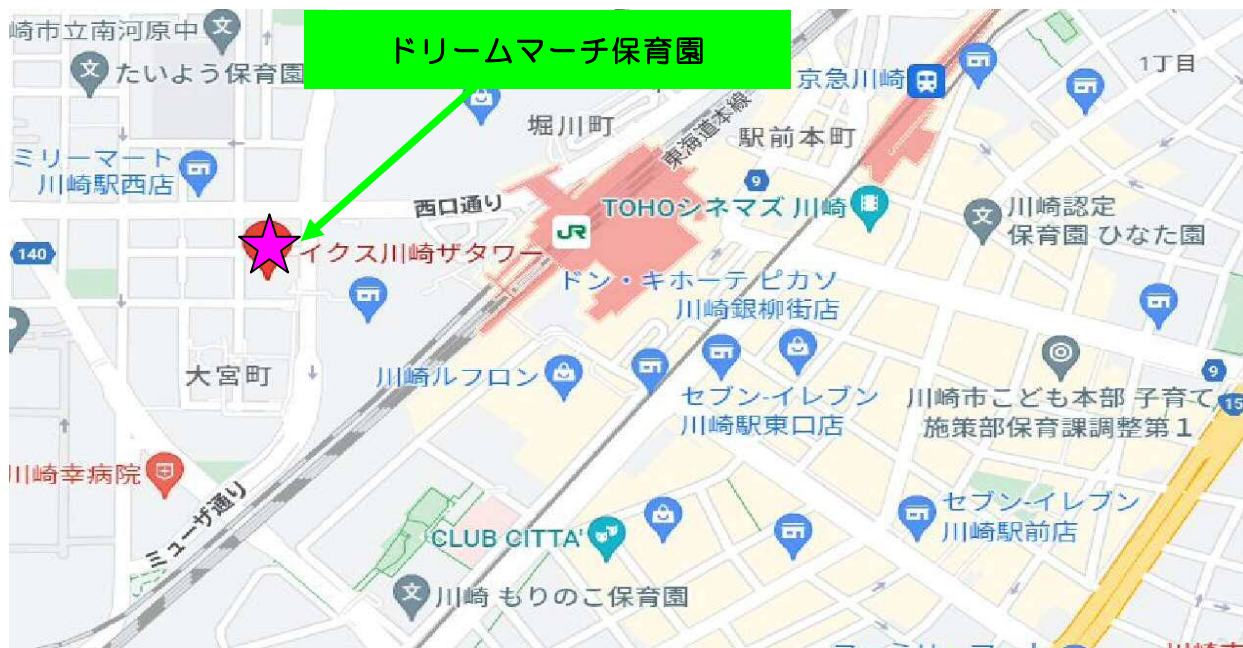 崎市立南河原中
文
ドリームマーチ保育園
文
たいよう保育園
京急川崎
1丁目
堀川町
東海道本線
駅前本町
ミリーマート
川崎駅西店
西口通り
9
TOHOシネマズ 川崎
文
川崎認定
保育園 ひなた園
JR
140
イクス川崎ザタワー
ドン・キホーテ ピカソ
川崎銀柳街店
大宮町
川崎ルフロン
セブン-イレブン
川崎駅東口店
川崎市こども本部 子育て
施策部保育課調整第1
9
15
川崎幸病院
ミューザ通り
セブン-イレブン
川崎駅前店
CLUB CITTA'
文
川崎 もりのこ保育園